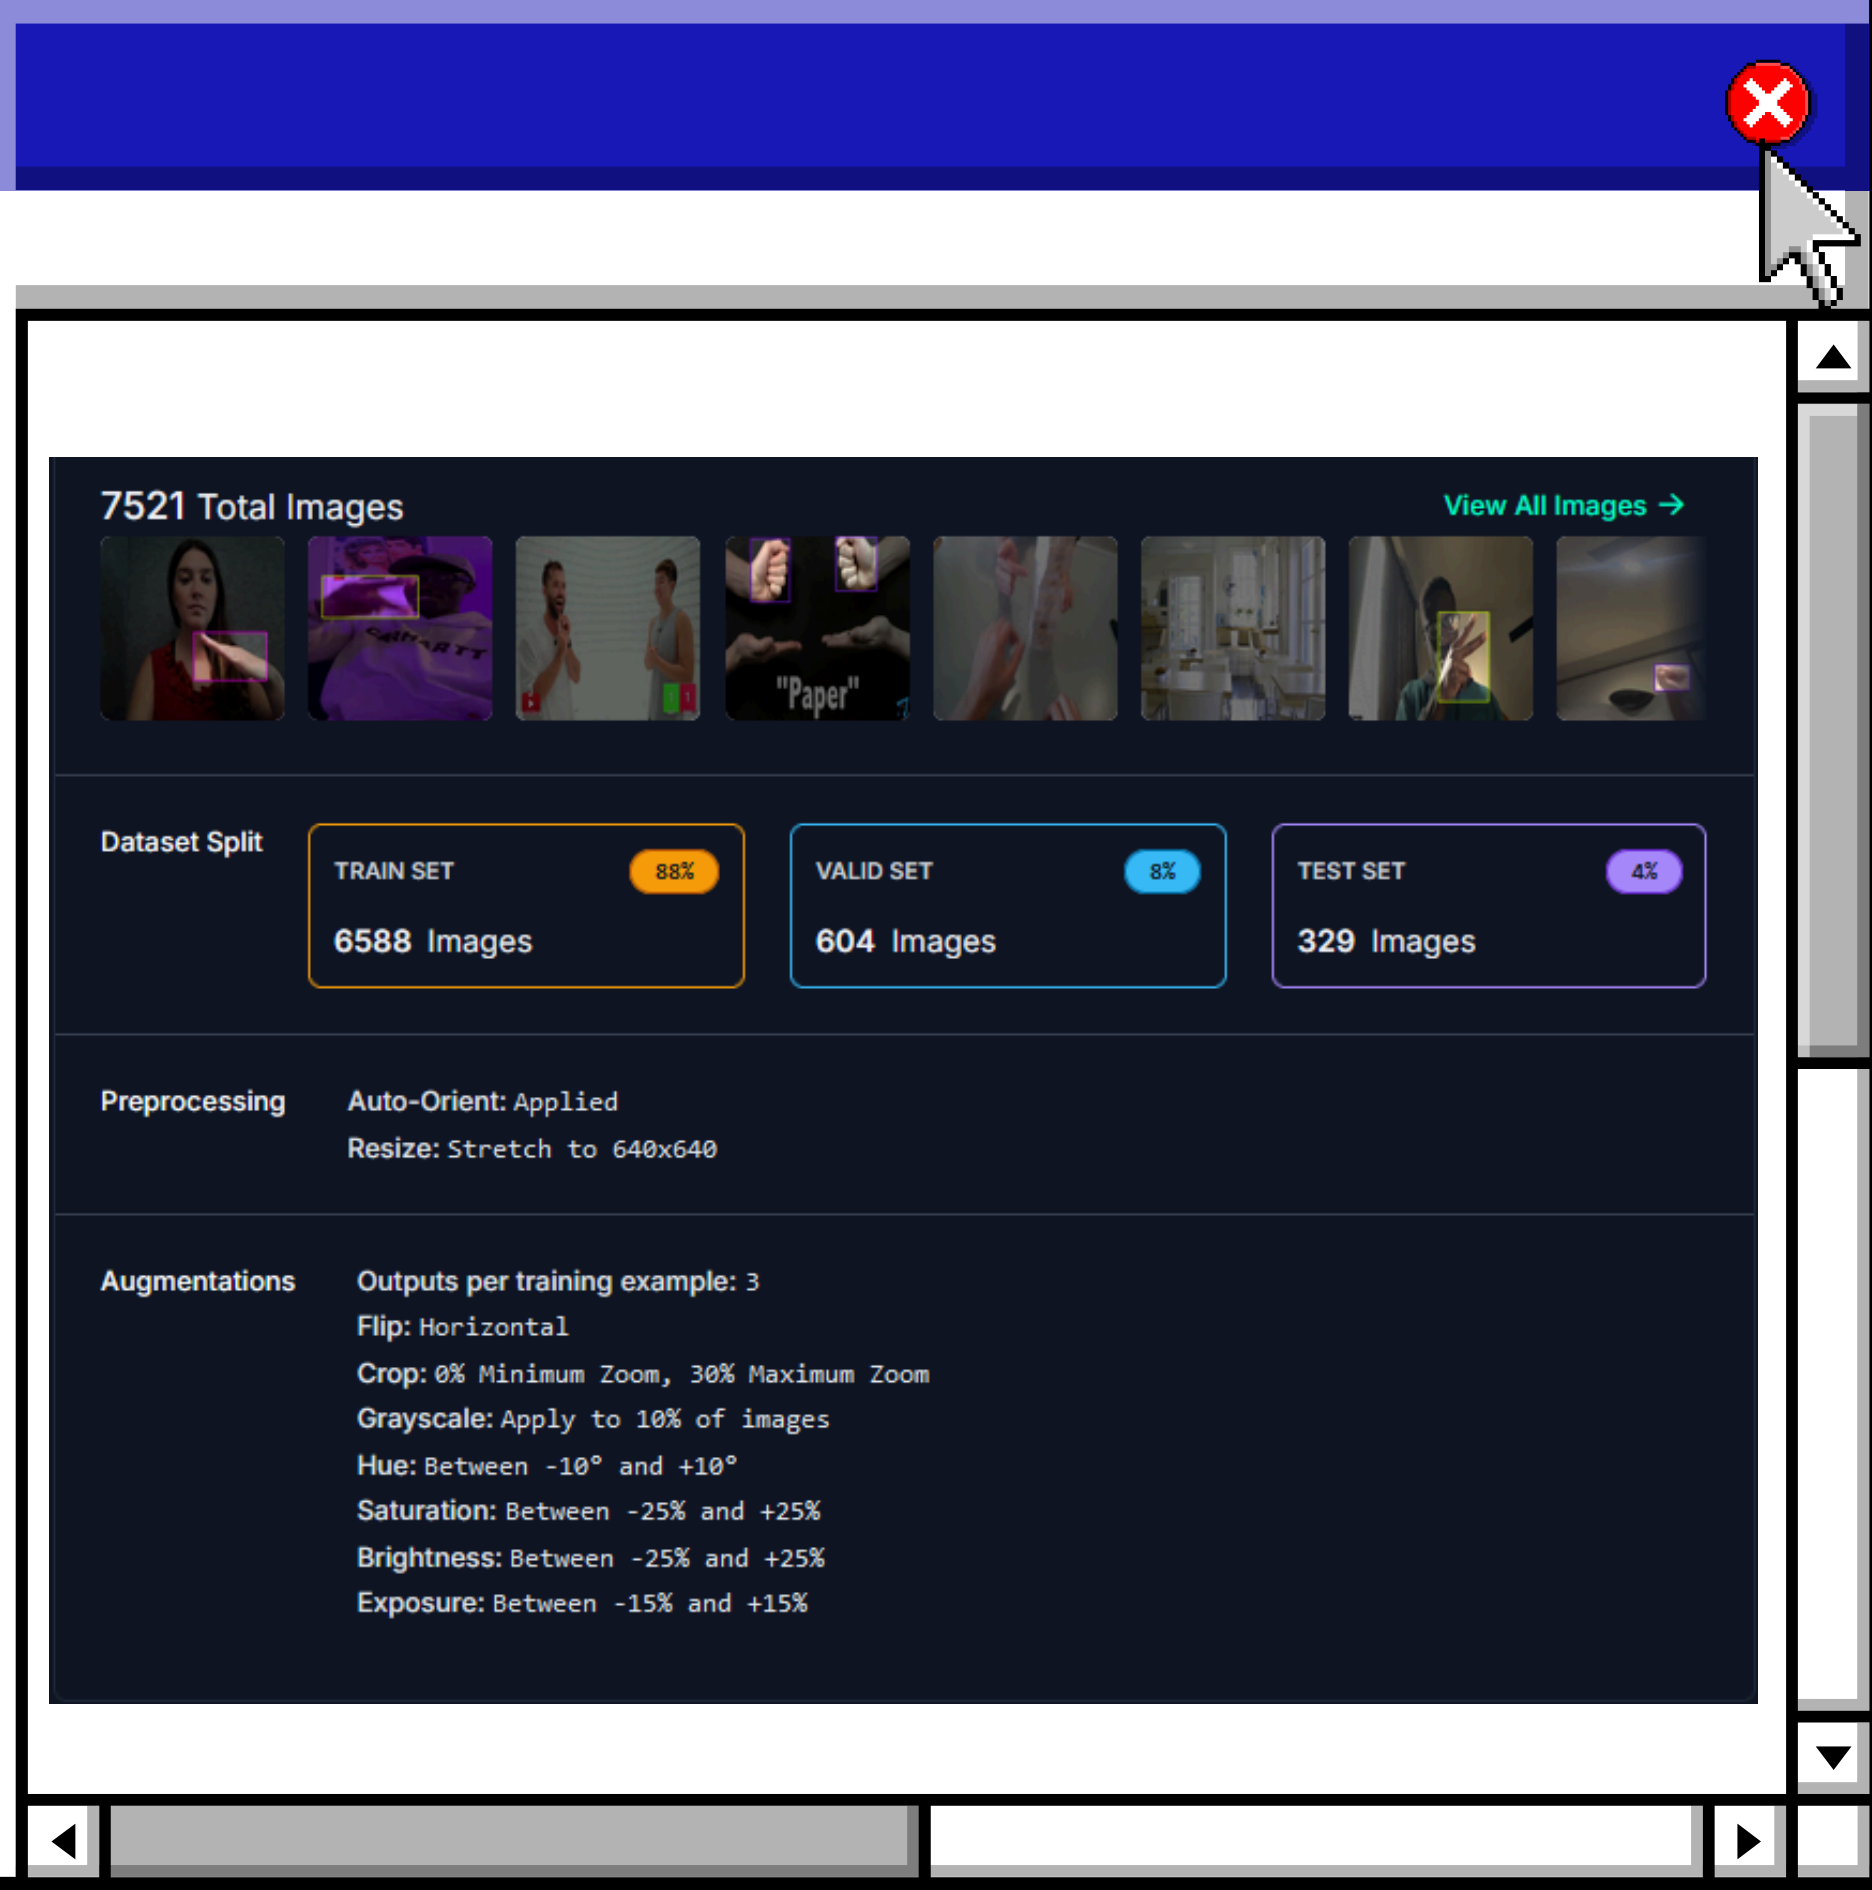 7521 Total Images
View All Images →
CARHARTT
"Paper"
Dataset Split
TRAIN SET 88%
6588 Images
VALID SET 8%
604 Images
TEST SET 4%
329 Images
Preprocessing
Auto-Orient: Applied
Resize: Stretch to 640x640
Augmentations
Outputs per training example: 3
Flip: Horizontal
Crop: 0% Minimum Zoom, 30% Maximum Zoom
Grayscale: Apply to 10% of images
Hue: Between -10° and +10°
Saturation: Between -25% and +25%
Brightness: Between -25% and +25%
Exposure: Between -15% and +15%